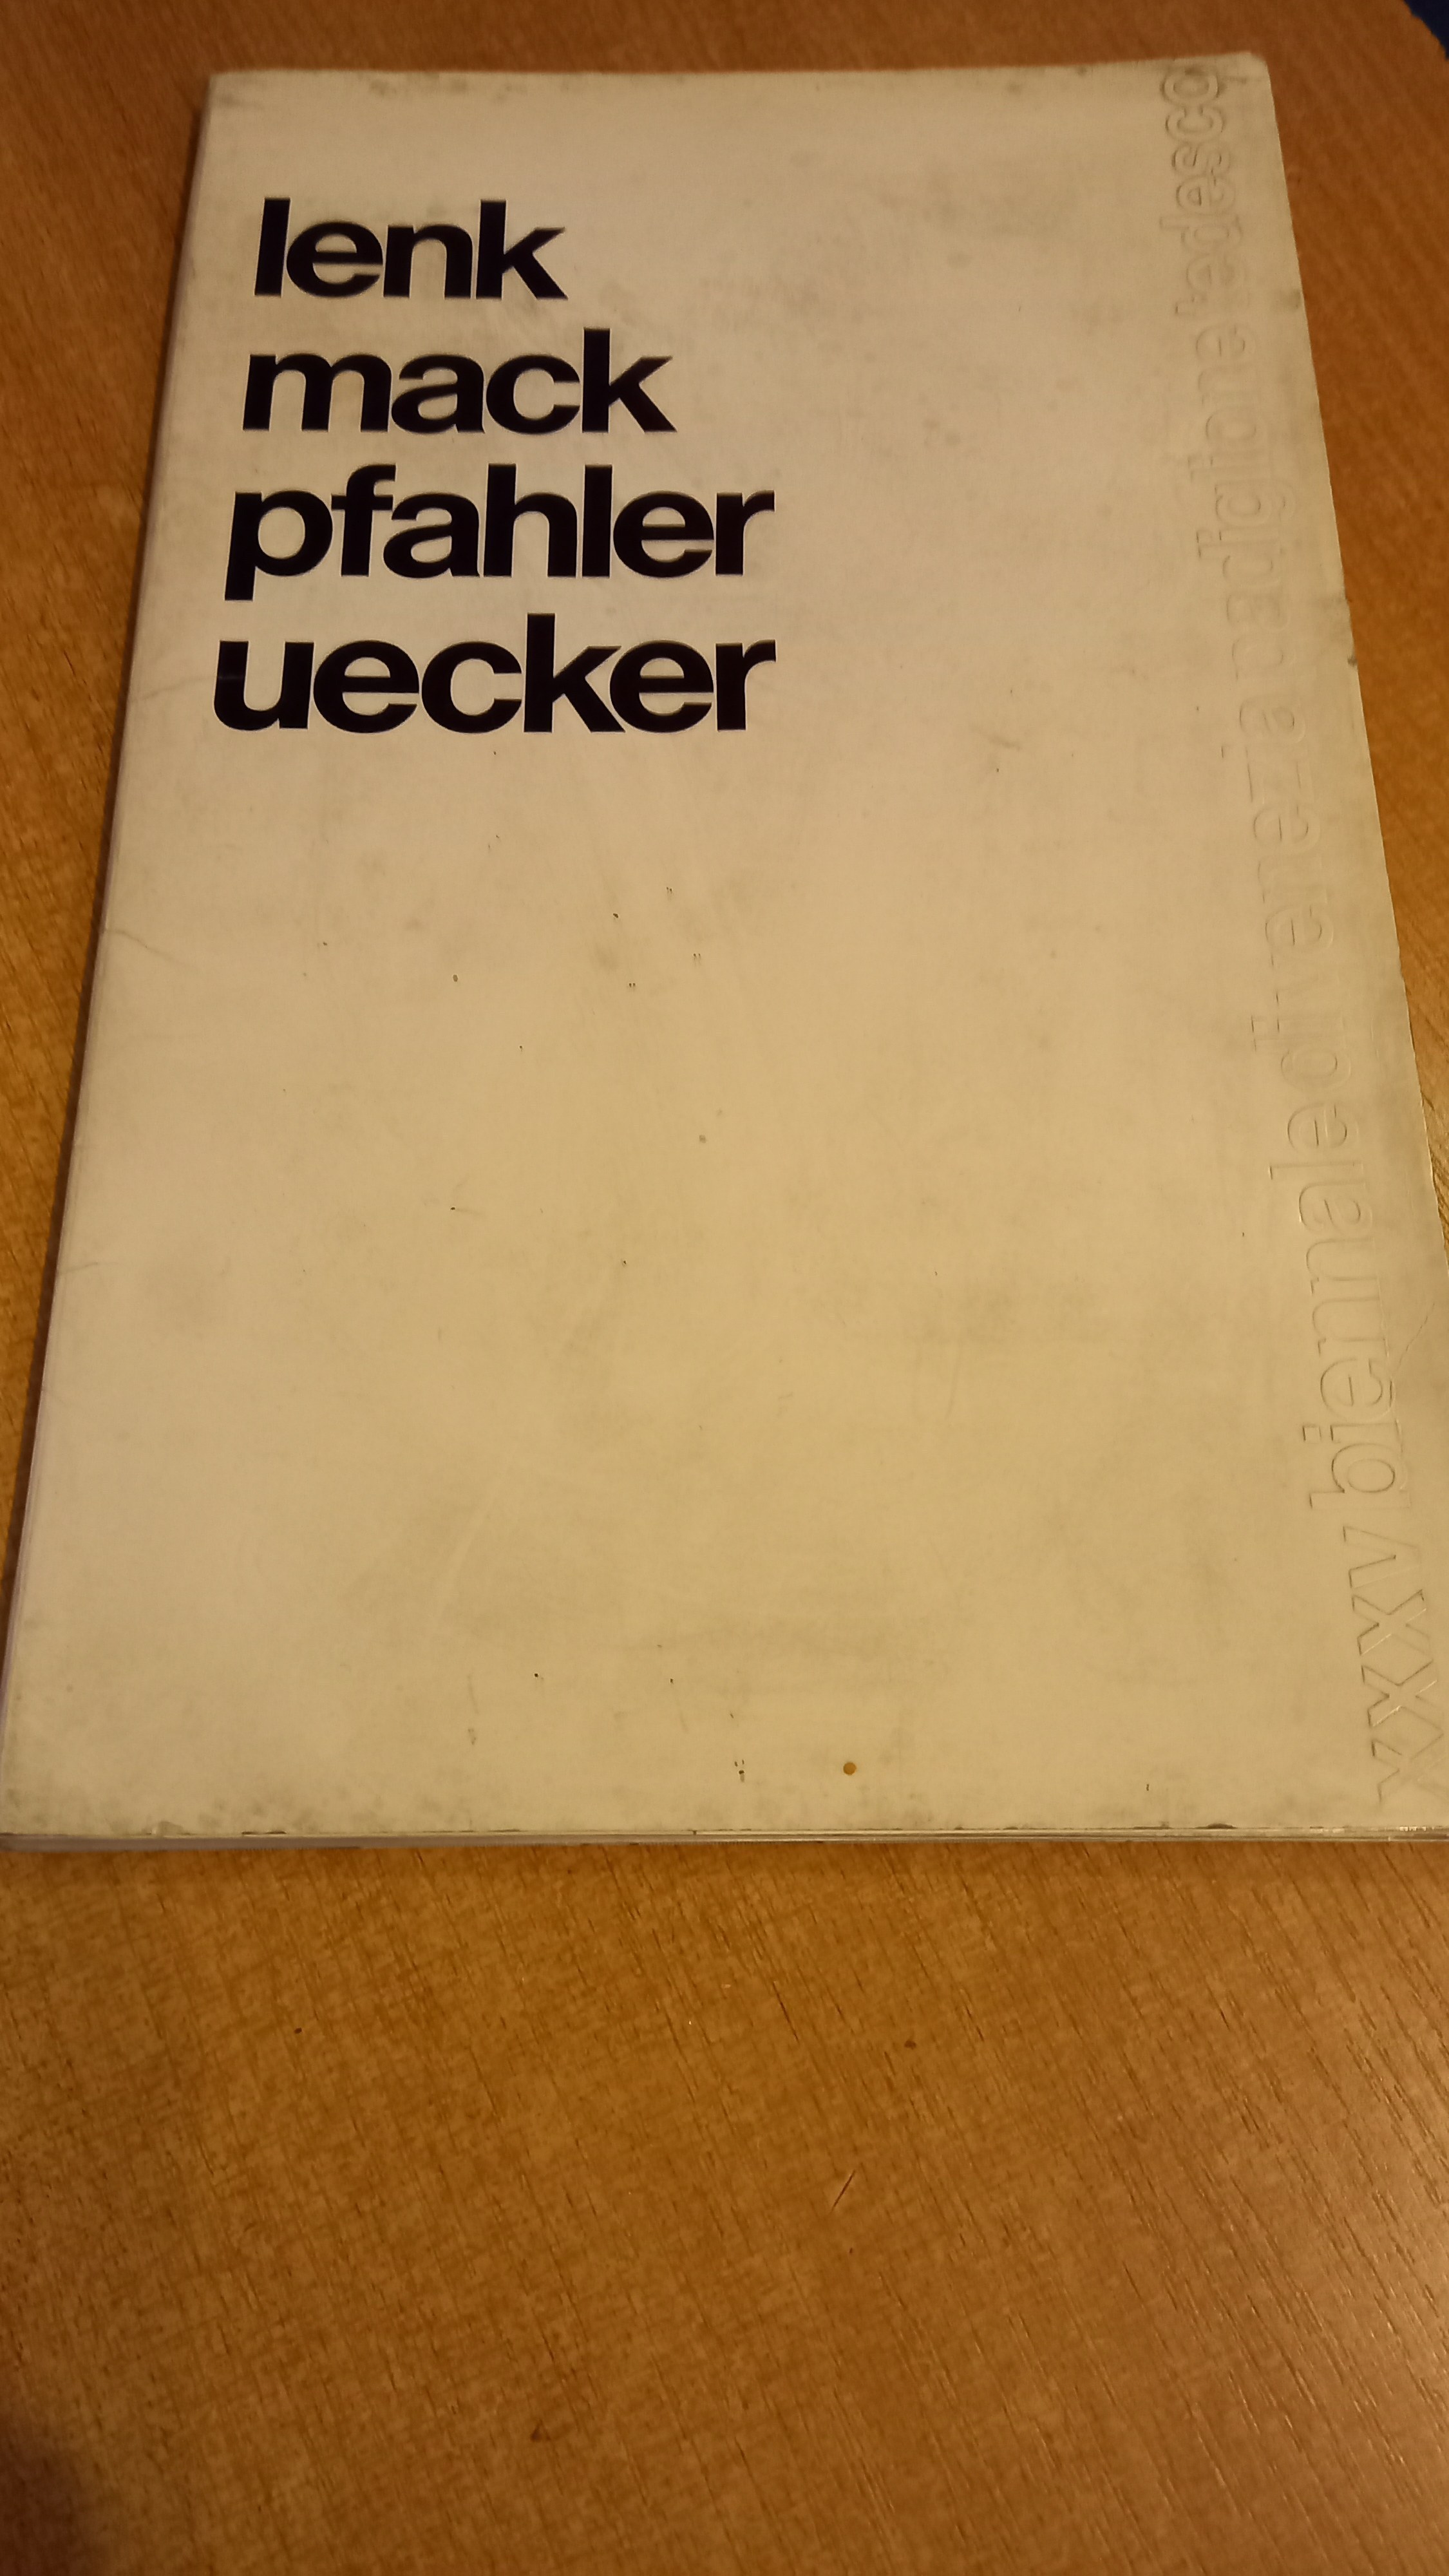 lenk
mack
pfahler
uecker
xxxv biennale di venezia padiglione tedesco